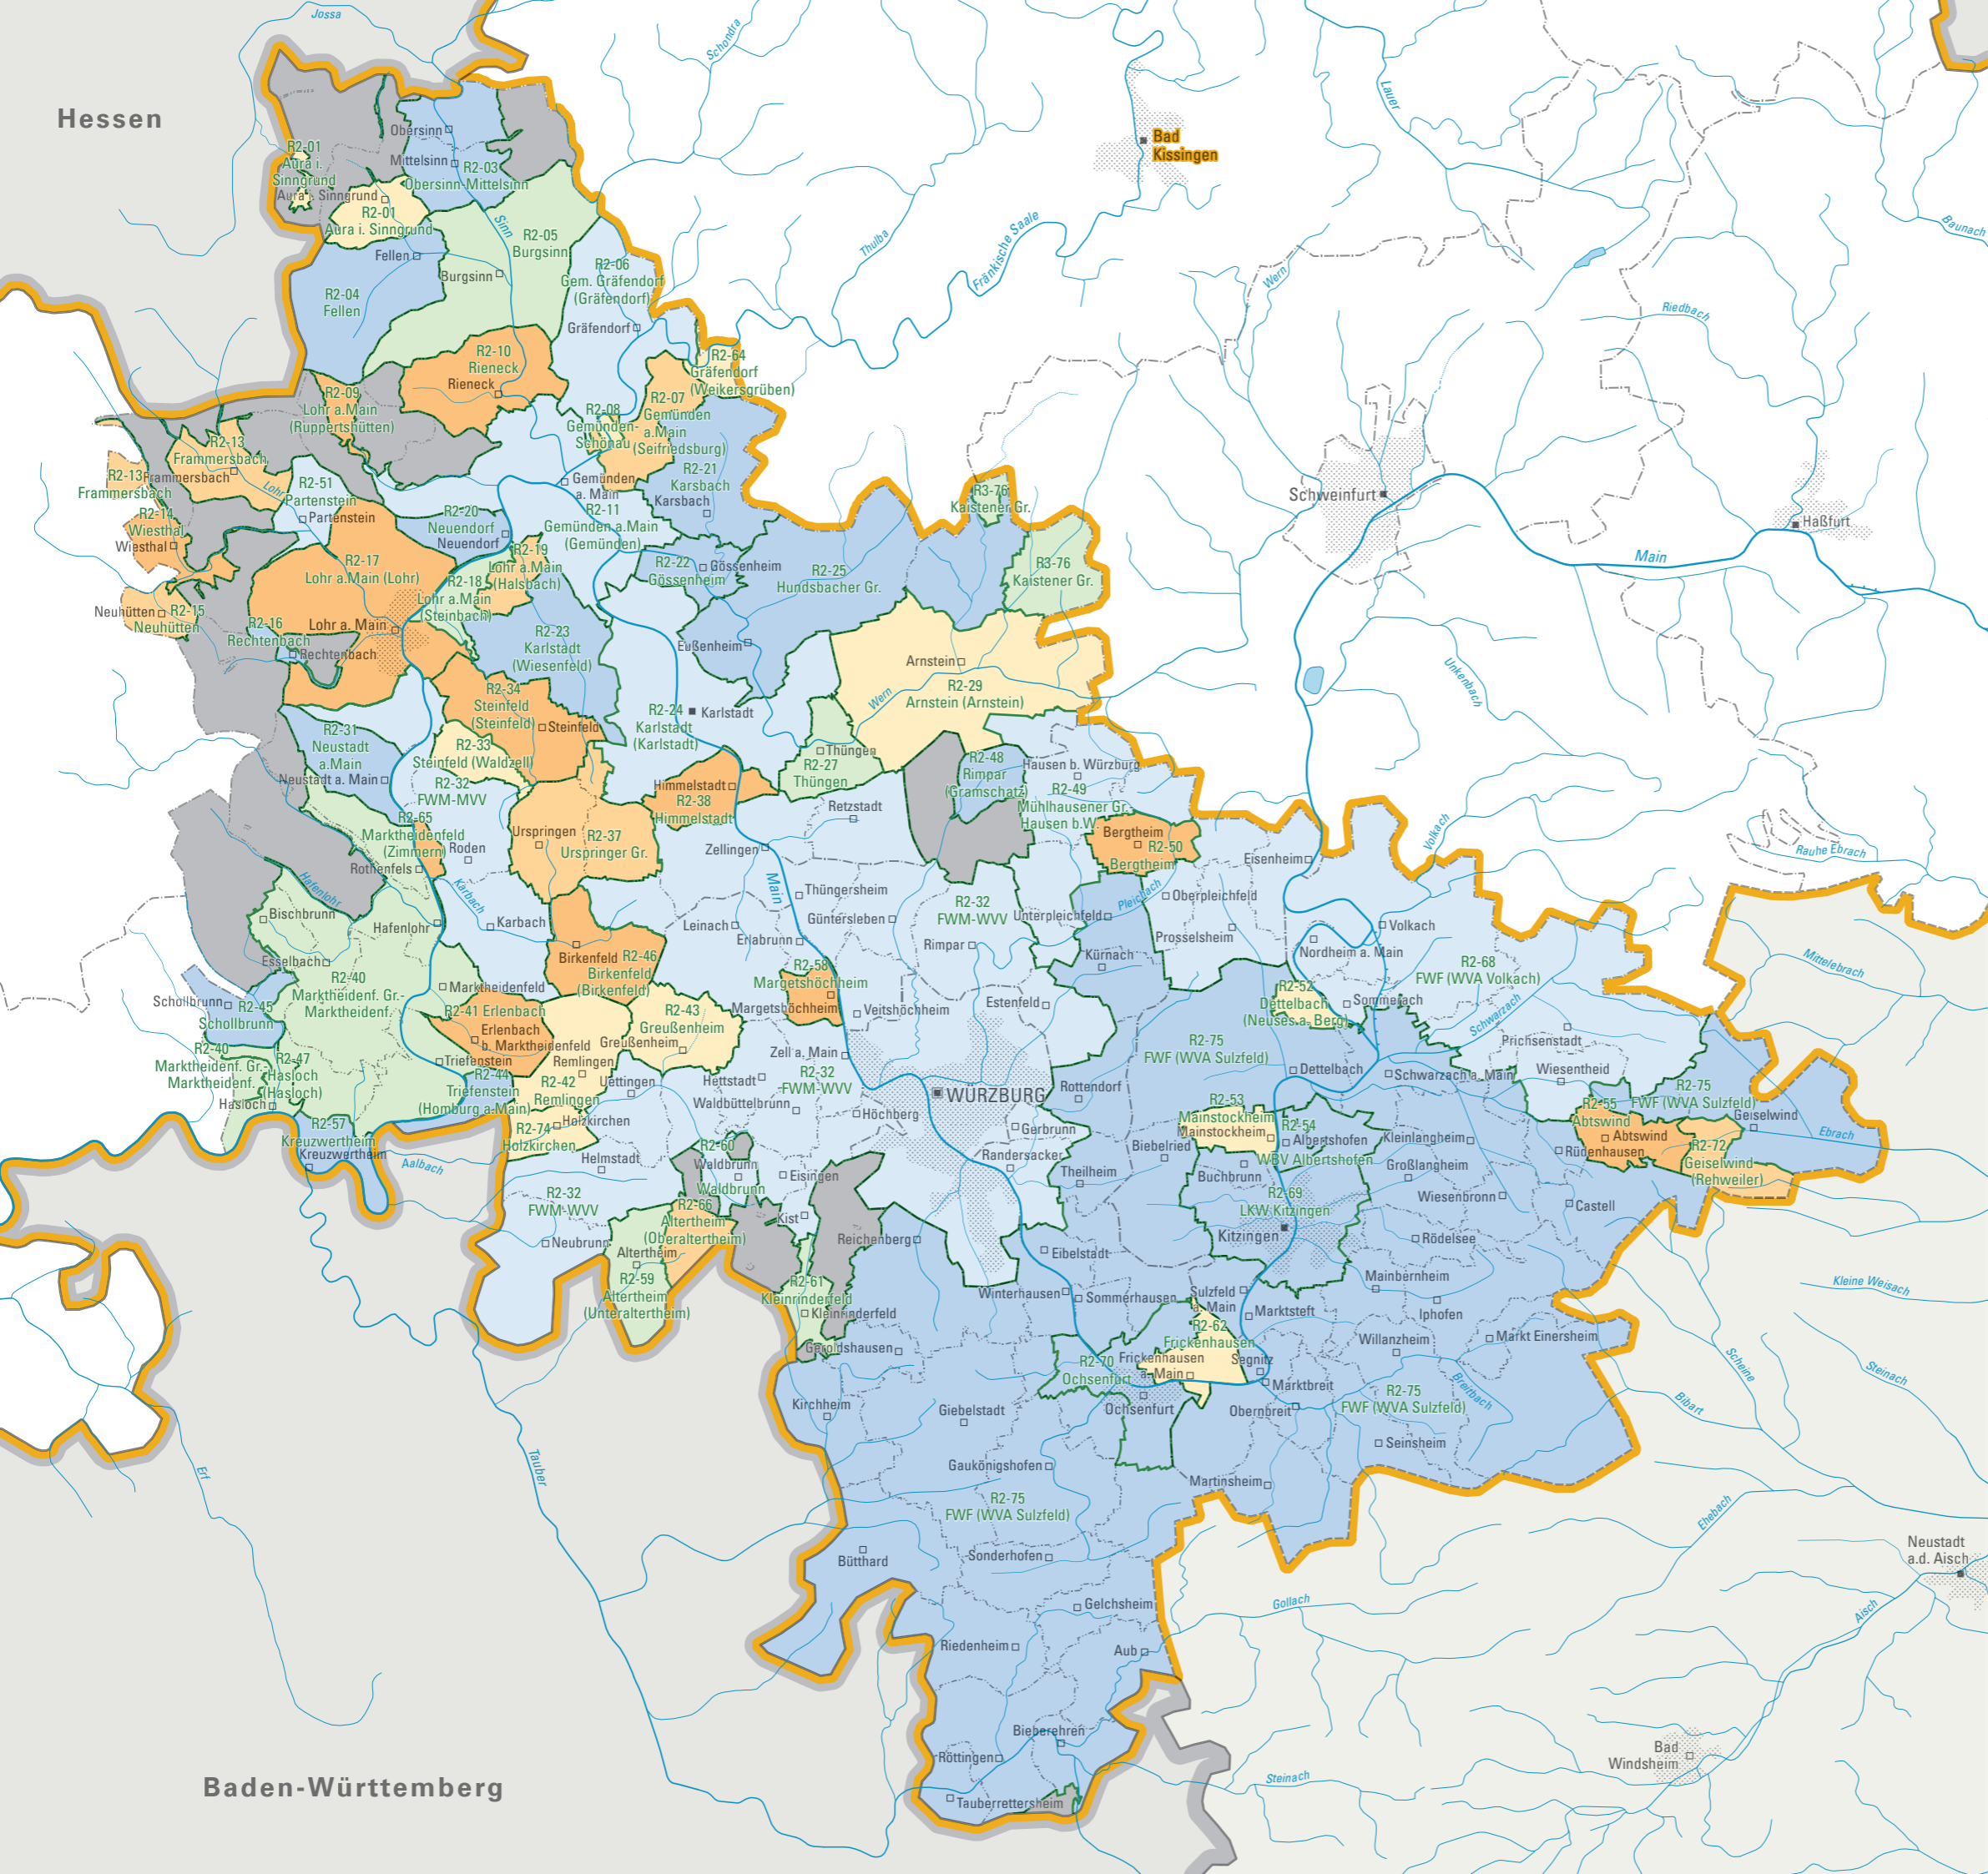 Jossa
Schondra
Hessen
Lauer
Bad
Kissingen
Obersinn
Mittelsinn
R2-03
Obersinn-Mittelsinn
R2-01
Aura i.
Sinngrund
Aura i. Sinngrund
R2-01
Aura i. Sinngrund
Sinn
R2-05
Burgsinn
Fellen
Burgsinn
R2-04
Fellen
R2-06
Gem. Gräfendorf
(Gräfendorf)
Gräfendorf
Thulba
Fränkische Saale
Wern
Baunach
Riedbach
R2-10
Rieneck
Rieneck
R2-64
Gräfendorf
(Weikersgrüben)
R2-09
Lohr a.Main
(Ruppertshütten)
R2-08
Gemünden-
Schönau
R2-07
Gemünden
a.Main
(Seifriedsburg)
R2-13
Frammersbach
Frammersbach
R2-13
Frammersbach
Lohr
R2-51
Partenstein
Partenstein
R2-14
Wiesthal
Wiesthal
R2-21
Karsbach
Karsbach
Gemünden
a. Main
R2-11
Gemünden a.Main
(Gemünden)
R2-20
Neuendorf
Neuendorf
R3-76
Kaistener Gr.
Schweinfurt
Haßfurt
Main
R2-17
Lohr a.Main (Lohr)
R2-19
Lohr a.Main
(Halsbach)
R2-18
Lohr a.Main
(Steinbach)
R2-22
Gössenheim
Gössenheim
R2-25
Hundsbacher Gr.
R3-76
Kaistener Gr.
Neuhütten
R2-15
Neuhütten
R2-16
Rechtenbach
Rechtenbach
Lohr a. Main
R2-23
Karlstadt
(Wiesenfeld)
Eußenheim
Arnstein
R2-29
Arnstein (Arnstein)
Wern
Unkenbach
R2-34
Steinfeld
(Steinfeld)
Steinfeld
R2-24
Karlstadt
(Karlstadt)
Karlstadt
R2-31
Neustadt
a.Main
Neustadt a. Main
R2-33
Steinfeld (Waldzell)
R2-32
FWM-MVV
Thüngen
R2-27
Thüngen
R2-48
Rimpar
(Gramschatz)
Hausen b. Würzburg
R2-49
Mühlhausener Gr.-
Hausen b.W.
Himmelstadt
R2-38
Himmelstadt
Retzstadt
R2-65
Marktheidenfeld
(Zimmern)
Roden
Rothenfels
Urspringen
R2-37
Urspringer Gr.
Zellingen
Bergtheim
R2-50
Bergtheim
Eisenheim
Volkach
Rauhe Ebrach
Hafenlohr
Karbach
Main
Thüngersheim
Güntersleben
R2-32
FWM-WVV
Unterpleichfeld
Pleichach
Oberpleichfeld
Bischbrunn
Hafenlohr
Karbach
Leinach
Erlabrunn
Rimpar
Prosselsheim
Volkach
Nordheim a. Main
Esselbach
R2-40
Marktheidenf. Gr.-
Marktheidenf.
Birkenfeld
R2-46
Birkenfeld
(Birkenfeld)
R2-58
Margetshöchheim
Margetshöchheim
Kürnach
R2-68
FWF (WVA Volkach)
Mittelebrach
Schollbrunn
R2-45
Schollbrunn
Marktheidenfeld
R2-41 Erlenbach
Erlenbach
b. Marktheidenfeld
R2-43
Greußenheim
Greußenheim
Veitshöchheim
Estenfeld
R2-52
Dettelbach
(Neuses a. Berg)
Sommerach
Schwarzach
R2-40
Marktheidenf. Gr.-
Marktheidenf.
R2-47
Hasloch
(Hasloch)
Hasloch
Triefenstein
R2-44
Triefenstein
(Homburg a.Main)
Remlingen
R2-42
Remlingen
Uettingen
Zell a. Main
Hettstadt
R2-32
FWM-WVV
Waldbüttelbrunn
Höchberg
WÜRZBURG
Rottendorf
R2-75
FWF (WVA Sulzfeld)
Dettelbach
Schwarzach a. Main
Prichsenstadt
Wiesentheid
R2-75
FWF (WVA Sulzfeld)
Geiselwind
Ebrach
R2-57
Kreuzwertheim
Kreuzwertheim
Aalbach
R2-74
Holzkirchen
Holzkirchen
Helmstadt
R2-60
Waldbrunn
Waldbrunn
Eisingen
Gerbrunn
Randersacker
Theilheim
Biebelried
R2-53
Mainstockheim
Mainstockheim
R2-54
Albertshofen
WBV Albertshofen
Kleinlangheim
R2-55
Abtswind
Abtswind
Rüdenhausen
R2-72
Geiselwind
(Rehweiler)
Buchbrunn
Großlangheim
Wiesenbronn
Castell
R2-32
FWM-WVV
Neubrunn
R2-66
Altertheim
(Oberaltertheim)
Kist
Reichenberg
Altertheim
R2-59
Altertheim
(Unteraltertheim)
R2-61
Kleinrinderfeld
Kleinrinderfeld
Geroldshausen
R2-69
LKW Kitzingen
Kitzingen
Rödelsee
Eibelstadt
Winterhausen
Sommerhausen
Sulzfeld
a. Main
Marktsteft
Mainbernheim
Iphofen
Willanzheim
Markt Einersheim
Kleine Weisach
Scheine
Steinach
Bibart
R2-62
Frickenhausen
Frickenhausen
a. Main
Segnitz
Marktbreit
R2-70
Ochsenfurt
Ochsenfurt
Obernbreit
R2-75
FWF (WVA Sulzfeld)
Breitbach
Seinsheim
Kirchheim
Giebelstadt
Gaukönigshofen
Martinsheim
Erf
Tauber
R2-75
FWF (WVA Sulzfeld)
Ehebach
Neustadt
a.d. Aisch
Bütthard
Sonderhofen
Gelchsheim
Gollach
Aisch
Riedenheim
Aub
Bieberehren
Röttingen
Bad
Windsheim
Tauberrettersheim
Steinach
Baden-Württemberg